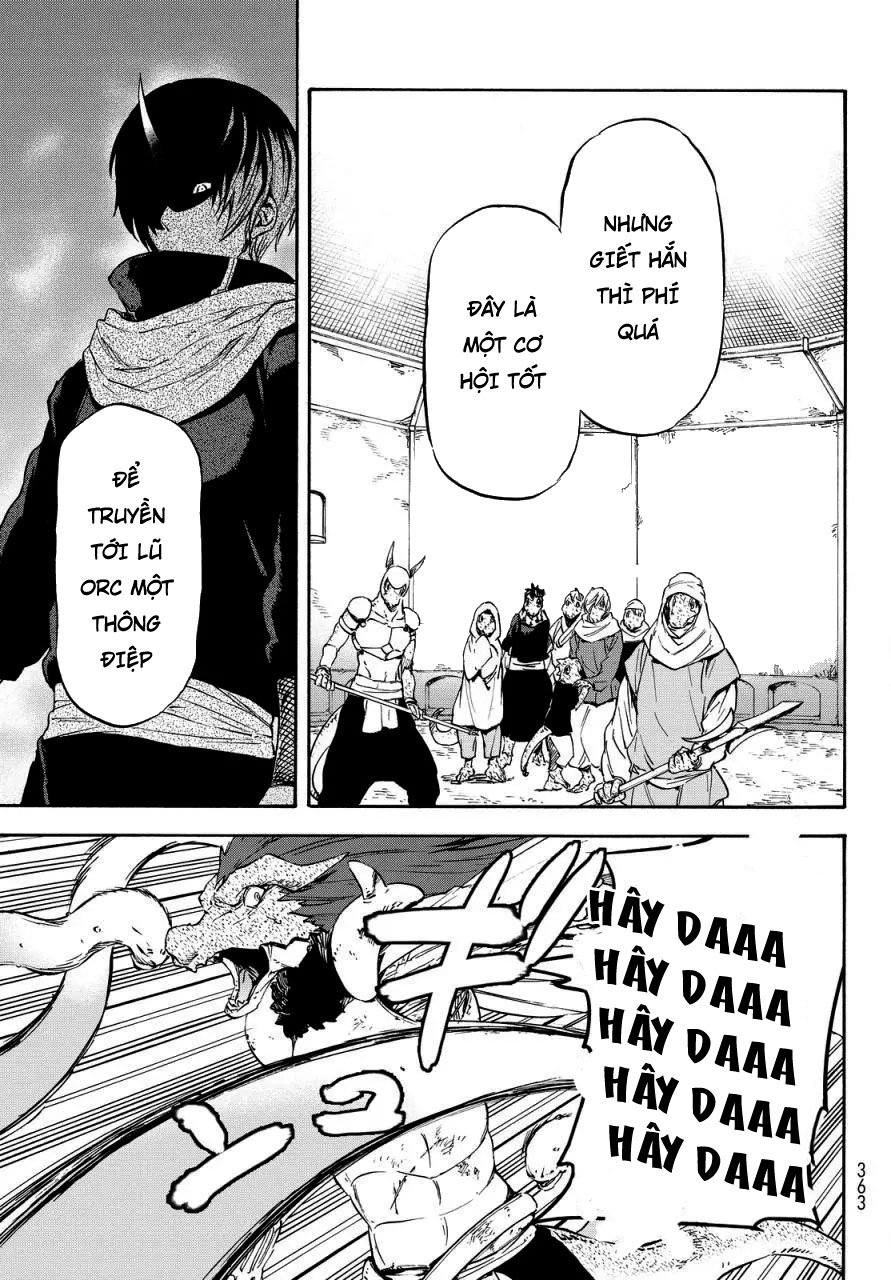 NHƯNG
GIẾT HẮN
THÌ PHÍ
QUÁ
ĐÂY LÀ
MỘT CƠ
HỘI TỐT
ĐỂ
TRUYỀN
TỚI LŨ
ORC MỘT
THÔNG
ĐIỆP
HÂY DAAA
HÂY DAAA
HÂY DAAA
HÂY DAAA
HÂY DAAA
363